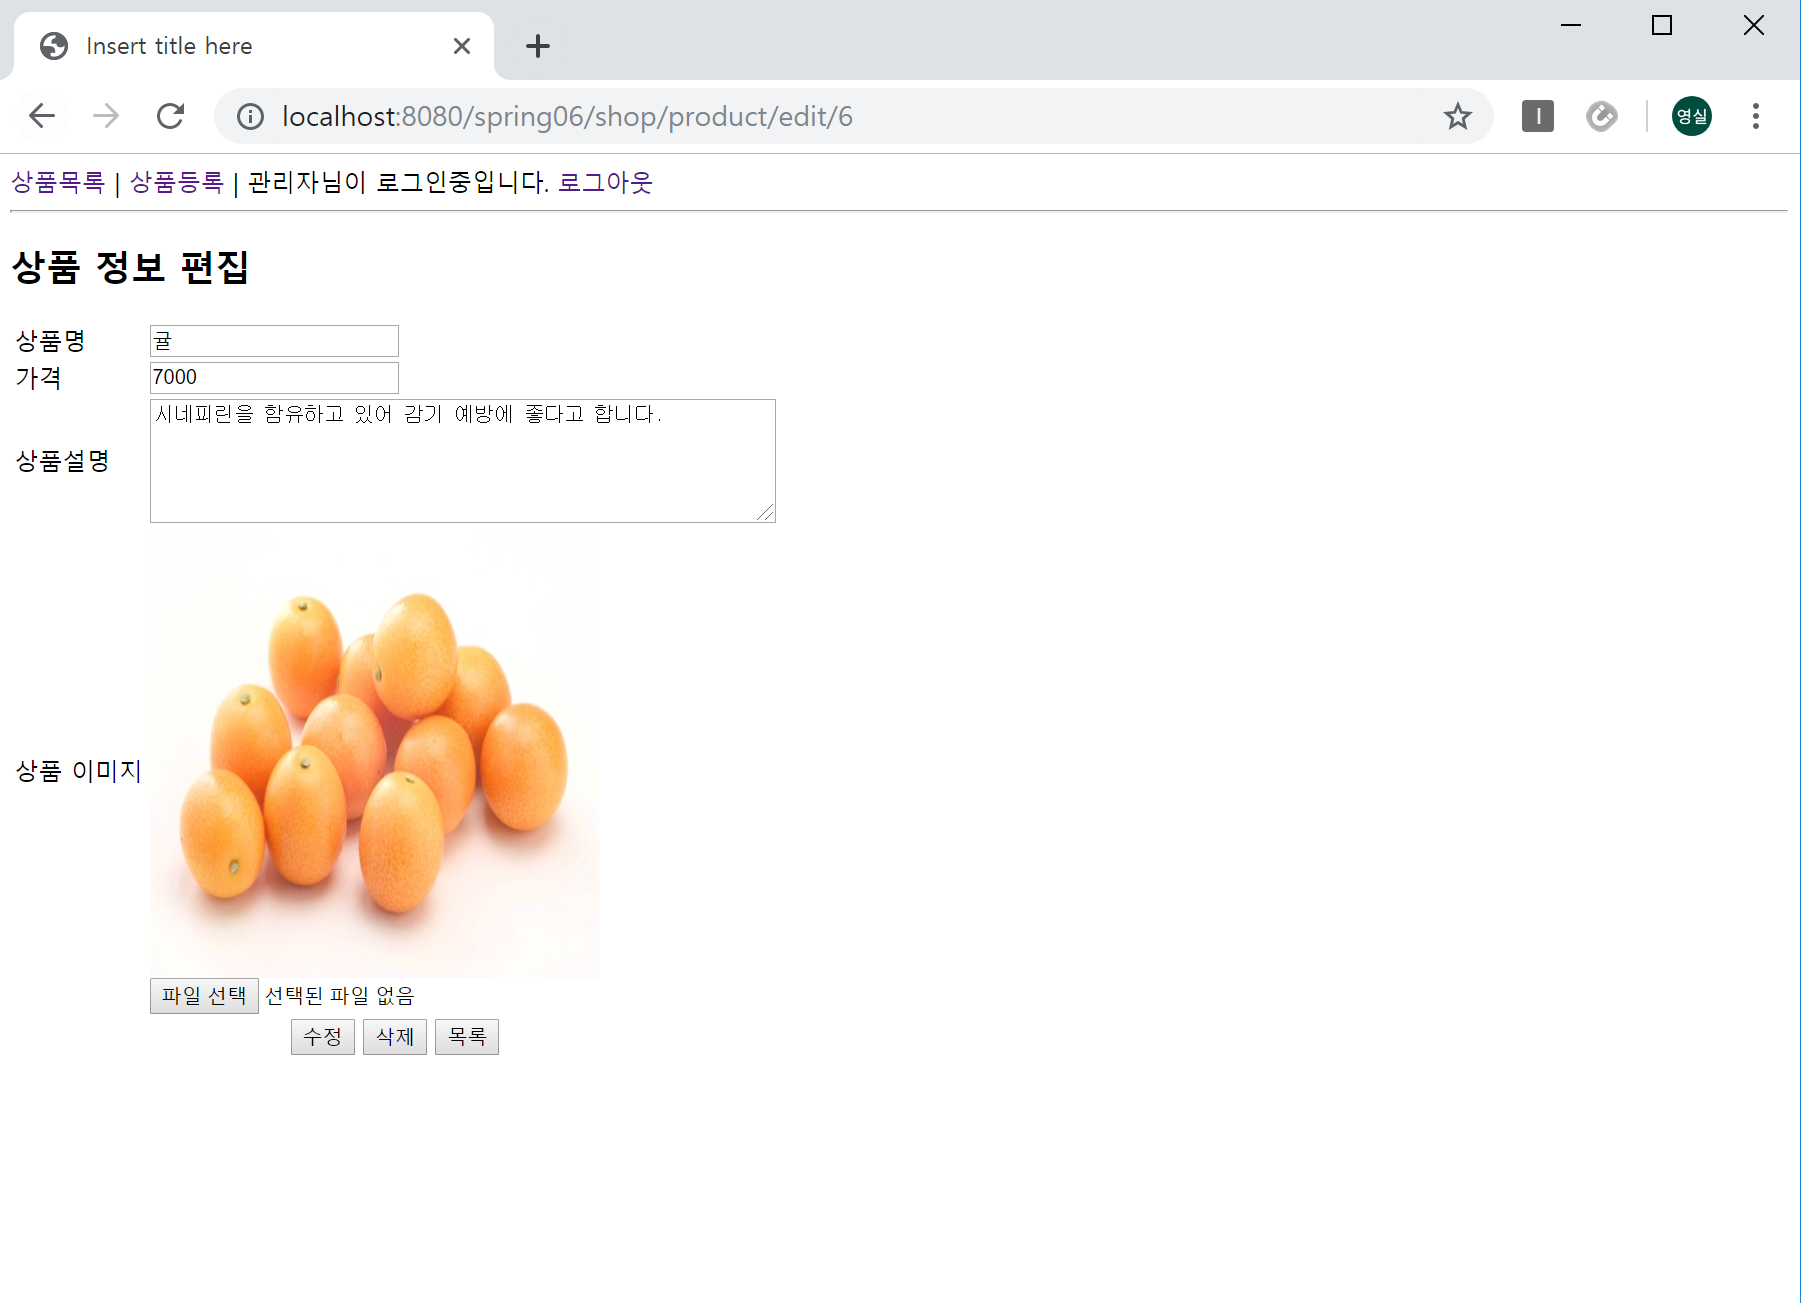 Insert title here
localhost:8080/spring06/shop/product/edit/6
I
영실
상품목록 | 상품등록 | 관리자님이 로그인중입니다. 로그아웃
상품 정보 편집
상품명 귤
가격 7000
상품설명 시네피린을 함유하고 있어 감기 예방에 좋다고 합니다.
상품 이미지
파일 선택 선택된 파일 없음
수정 삭제 목록